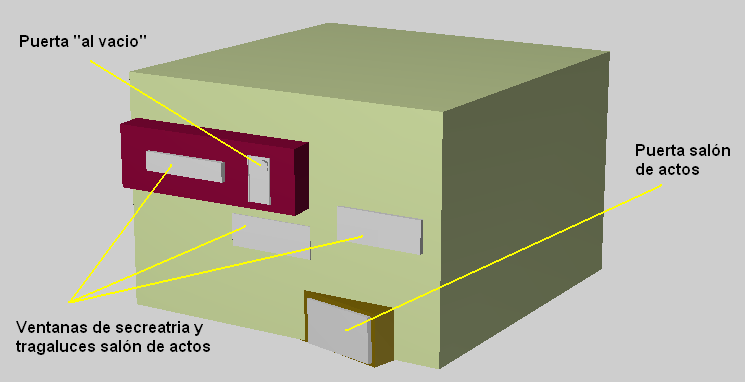 Puerta "al vacio"
Puerta salón
de actos
Ventanas de secreatria y
tragaluces salón de actos